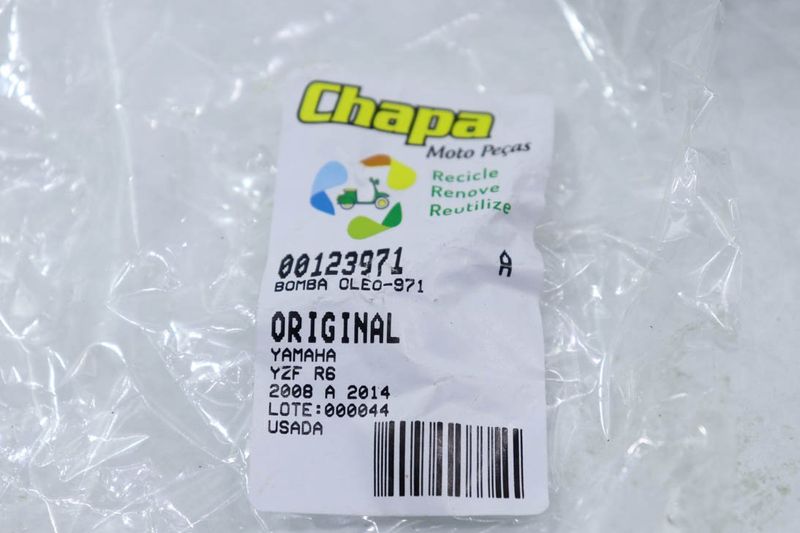 Chapa
Moto Peças
Recicle
Renove
Reutilize
00123971 A
BOMBA OLEO-971
ORIGINAL
YAMAHA
YZF R6
2008 A 2014
LOTE:000044
USADA